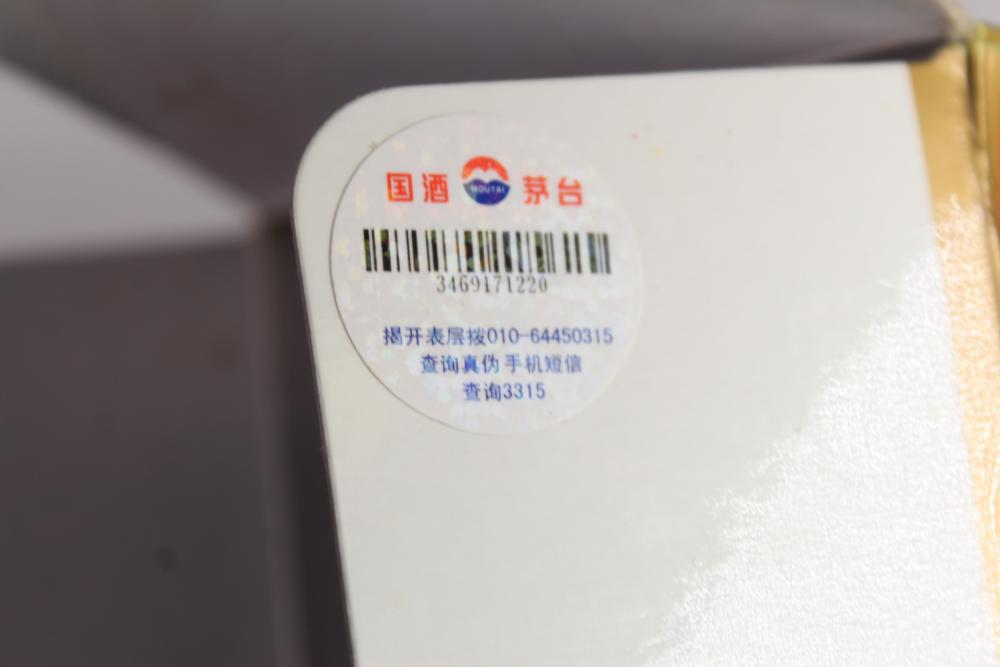 国酒 MOUTAI 茅台
3469171220
揭开表层拨010-64450315
查询真伪 手机短信
查询3315